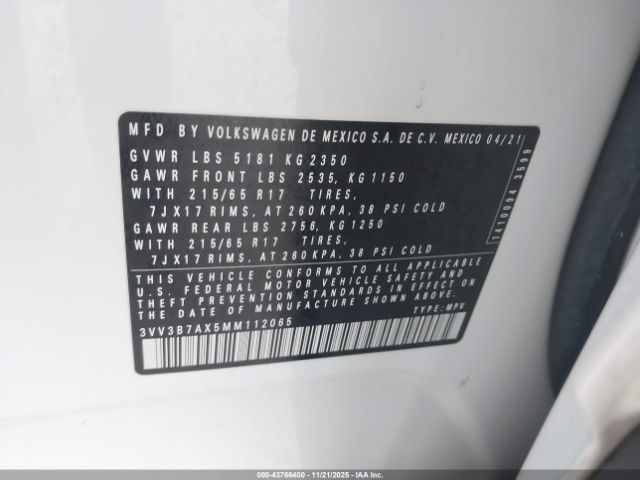 MFD BY VOLKSWAGEN DE MEXICO S.A. DE C.V. MEXICO 04/21
GVWR LBS 5181 KG 2350
GAWR FRONT LBS 2535, KG 1150
WITH 215/65 R17 TIRES,
7JX17 RIMS, AT 260 KPA, 38 PSI COLD
GAWR REAR LBS 2756, KG 1250
WITH 215/65 R17 TIRES,
7JX17 RIMS, AT 260 KPA, 38 PSI COLD
THIS VEHICLE CONFORMS TO ALL APPLICABLE
U.S. FEDERAL MOTOR VEHICLE SAFETY AND
THEFT PREVENTION STANDARDS IN EFFECT ON
THE DATE OF MANUFACTURE SHOWN ABOVE.
3VV3B7AX5MM112065 TYPE: MPV
1410094 3599
000-43766400 - 11/21/2025 - IAA Inc.